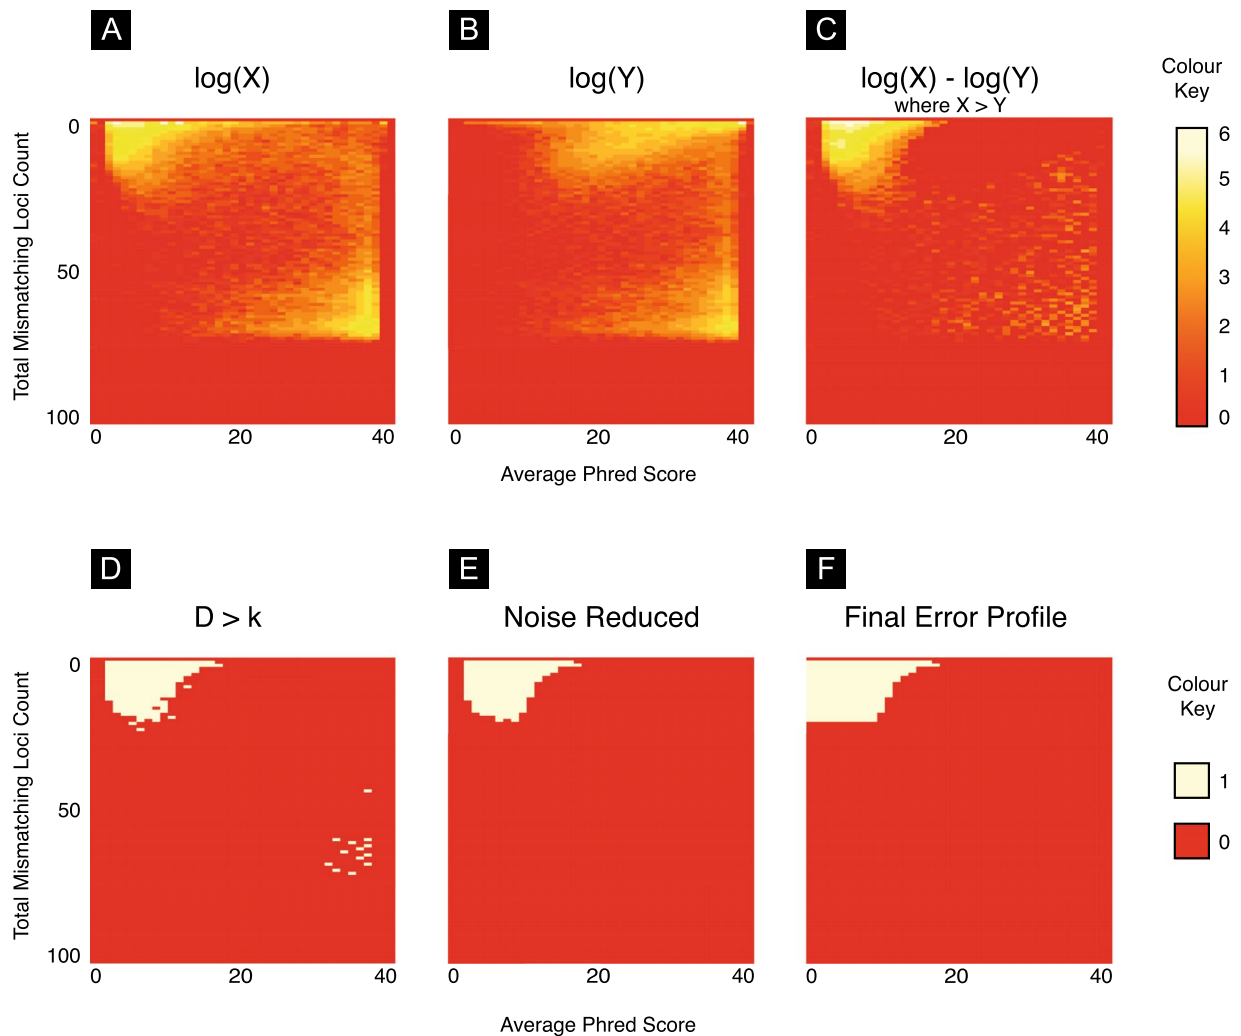 A
B
C
log(X)
log(Y)
log(X) - log(Y)
where X > Y
Colour
Key
Total Mismatching Loci Count
0
50
100
0
20
40
0
20
40
0
20
40
6
5
4
3
2
1
0
Average Phred Score
D
E
F
D > k
Noise Reduced
Final Error Profile
Colour
Key
Total Mismatching Loci Count
0
50
100
0
20
40
0
20
40
0
20
40
1
0
Average Phred Score